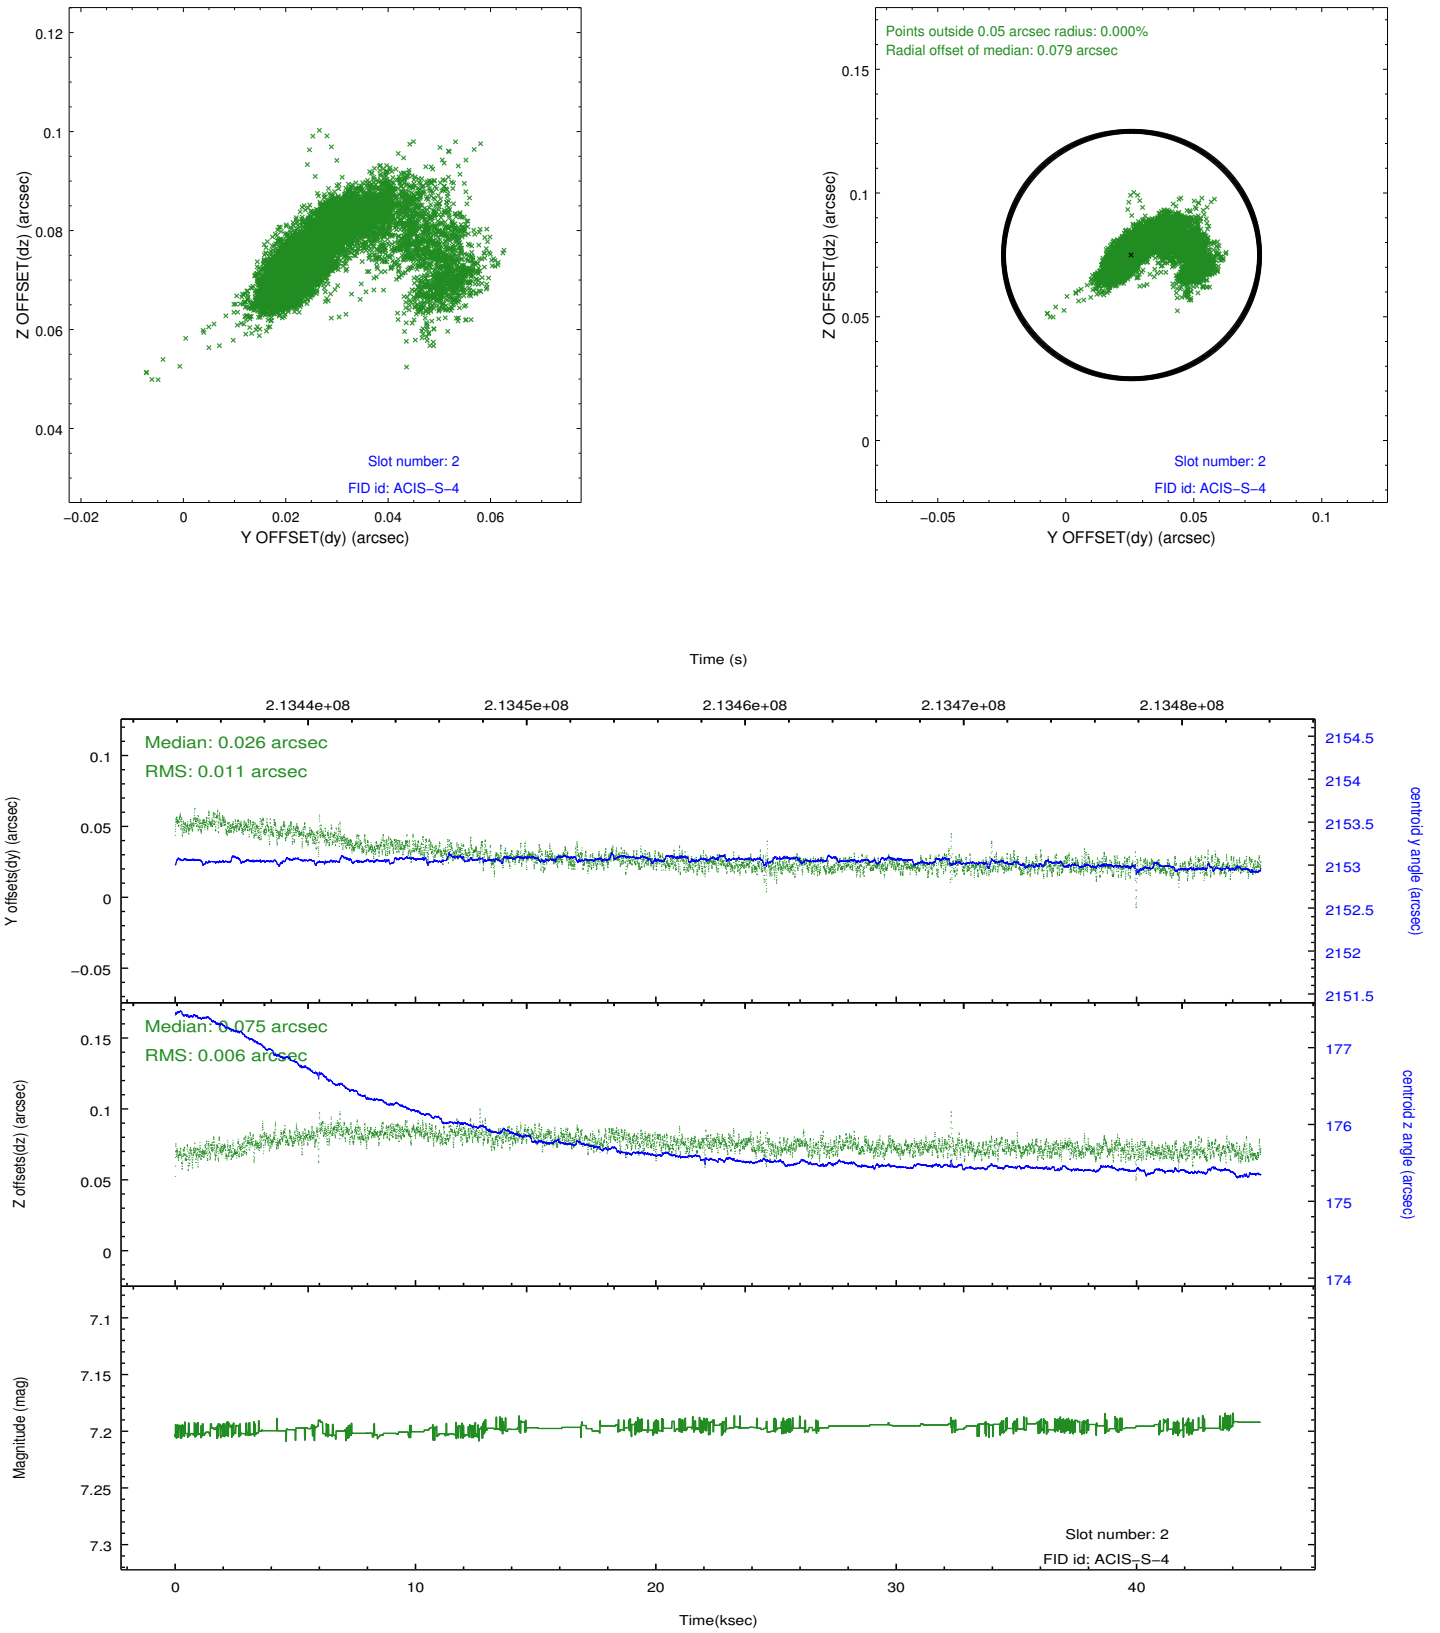 0.12
0.1
0.08
0.06
0.04
Z OFFSET(dz) (arcsec)
−0.02 0 0.02 0.04 0.06
Y OFFSET(dy) (arcsec)
Slot number: 2
FID id: ACIS−S−4
Points outside 0.05 arcsec radius: 0.000%
Radial offset of median: 0.079 arcsec
0.15
0.1
0.05
0
Z OFFSET(dz) (arcsec)
−0.05 0 0.05 0.1
Y OFFSET(dy) (arcsec)
Slot number: 2
FID id: ACIS−S−4
Time (s)
2.1344e+08 2.1345e+08 2.1346e+08 2.1347e+08 2.1348e+08
Median: 0.026 arcsec
RMS: 0.011 arcsec
0.1
0.05
0
−0.05
Y offsets(dy) (arcsec)
2154.5
2154
2153.5
2153
2152.5
2152
2151.5
centroid y angle (arcsec)
Median: 0.075 arcsec
RMS: 0.006 arcsec
0.15
0.1
0.05
0
Z offsets(dz) (arcsec)
177
176
175
174
centroid z angle (arcsec)
7.1
7.15
7.2
7.25
7.3
Magnitude (mag)
Slot number: 2
FID id: ACIS−S−4
0 10 20 30 40
Time(ksec)